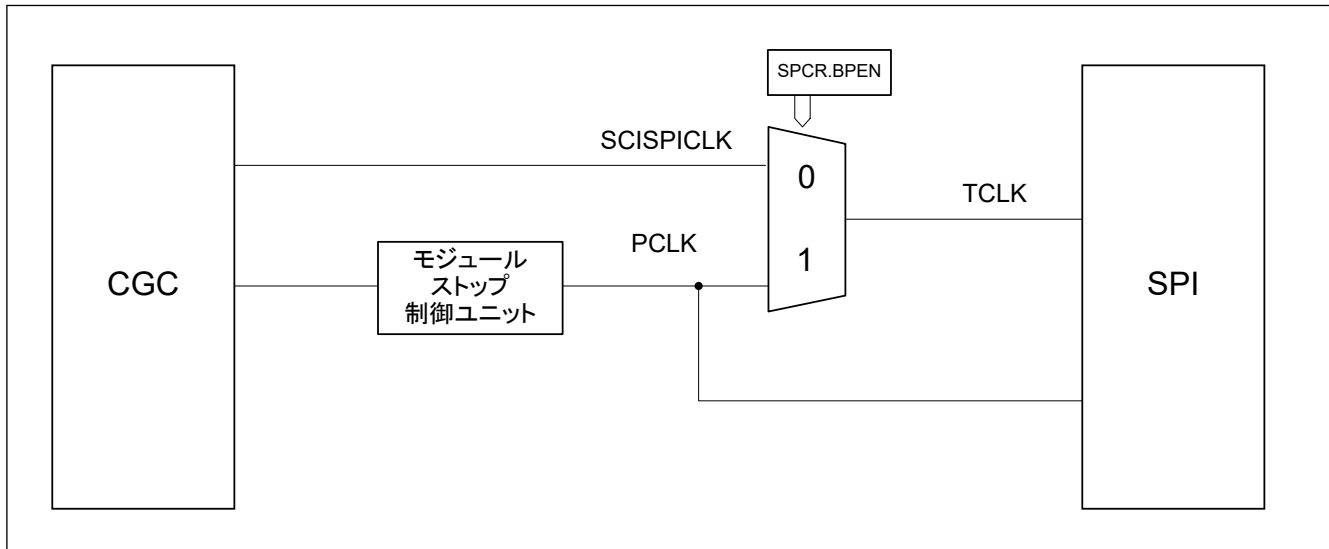 SPCR.BPEN
SCISPICLK
0
TCLK
PCLK
1
モジュール
ストップ
制御ユニット
CGC
SPI